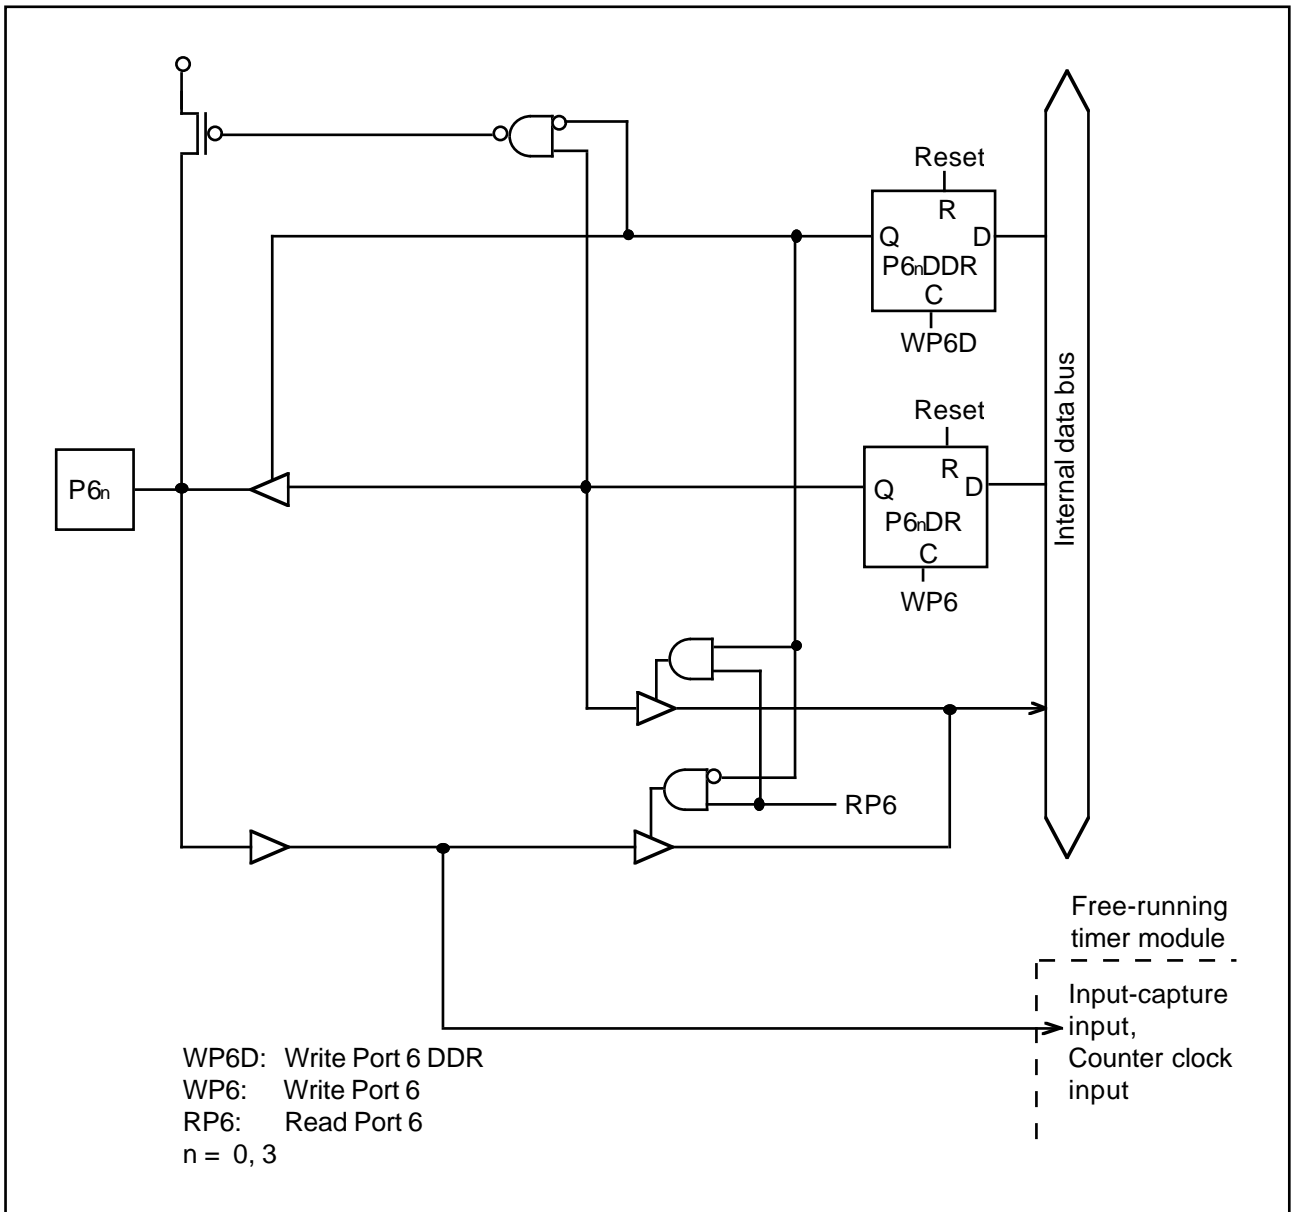 Reset
R
Q D
P6nDDR
C
WP6D
Internal data bus
Reset
R
P6n
Q D
P6nDR
C
WP6
RP6
Free-running
timer module
Input-capture
input,
Counter clock
input
WP6D: Write Port 6 DDR
WP6: Write Port 6
RP6: Read Port 6
n = 0, 3